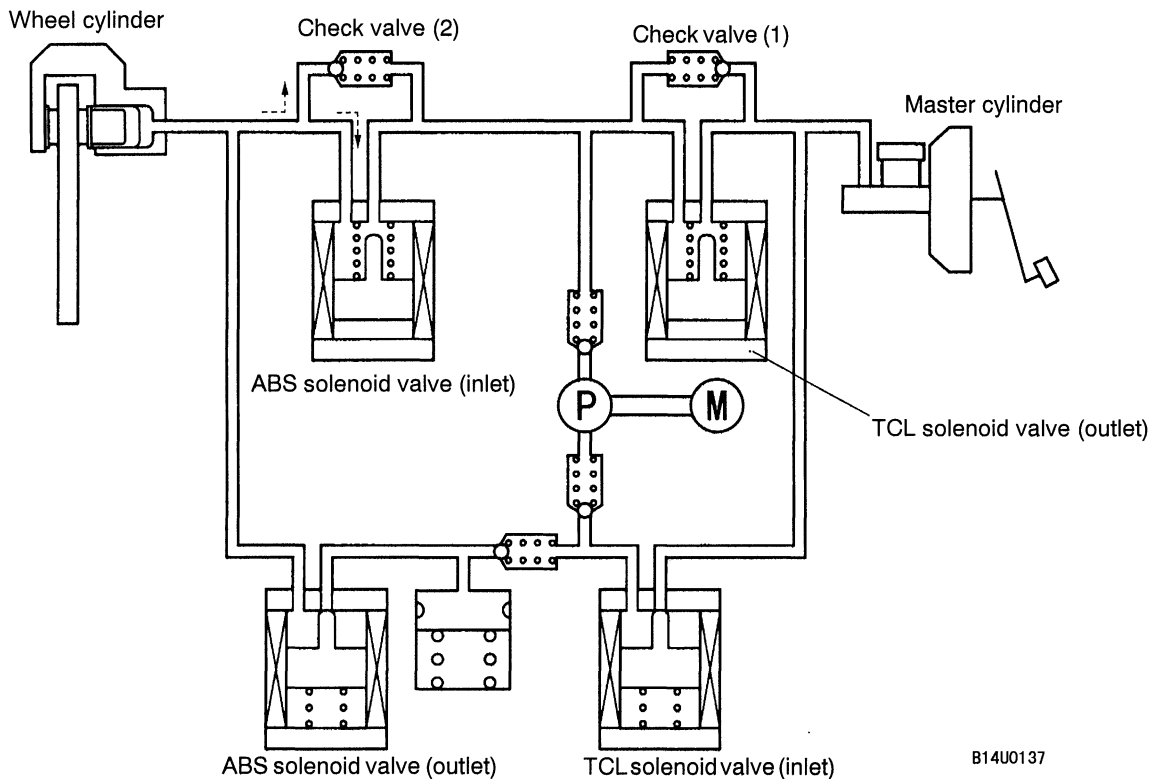 Wheel cylinder
Check valve (2)
Check valve (1)
Master cylinder
ABS solenoid valve (inlet)
P
M
TCL solenoid valve (outlet)
ABS solenoid valve (outlet)
TCL solenoid valve (inlet)
B14U0137